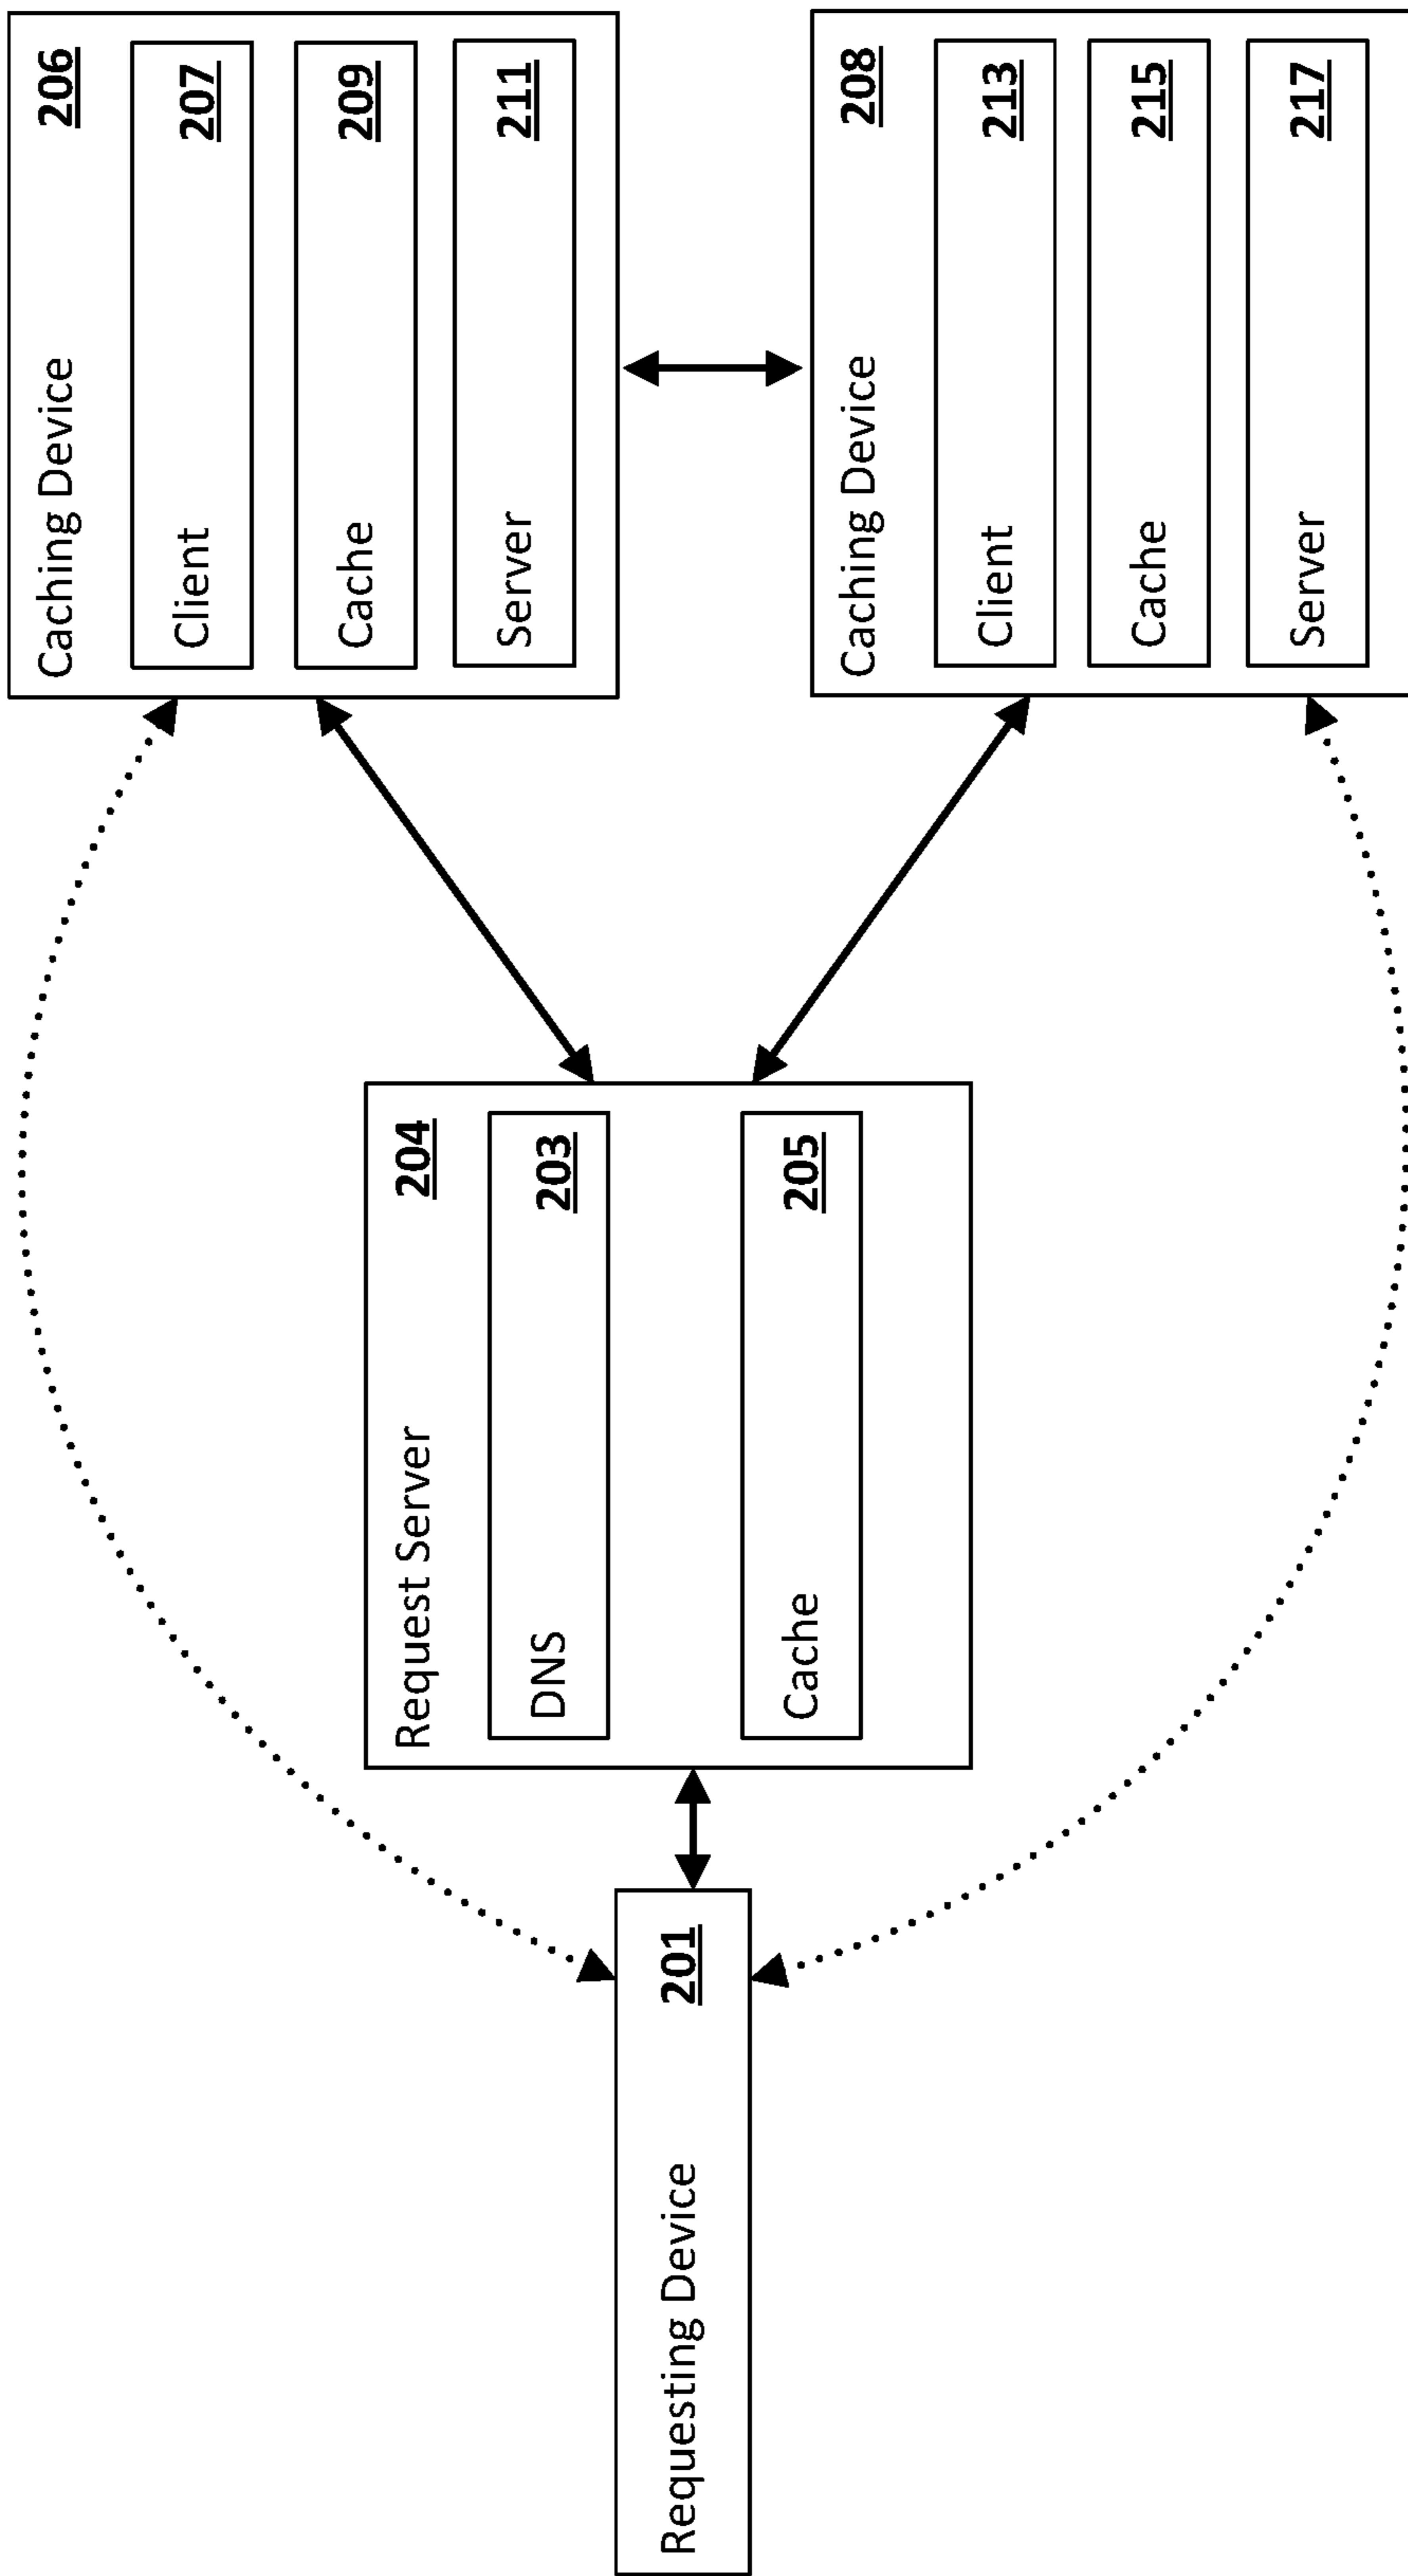 Requesting Device 201
Request Server 204
DNS 203
Cache 205
Caching Device 206
Client 207
Cache 209
Server 211
Caching Device 208
Client 213
Cache 215
Server 217